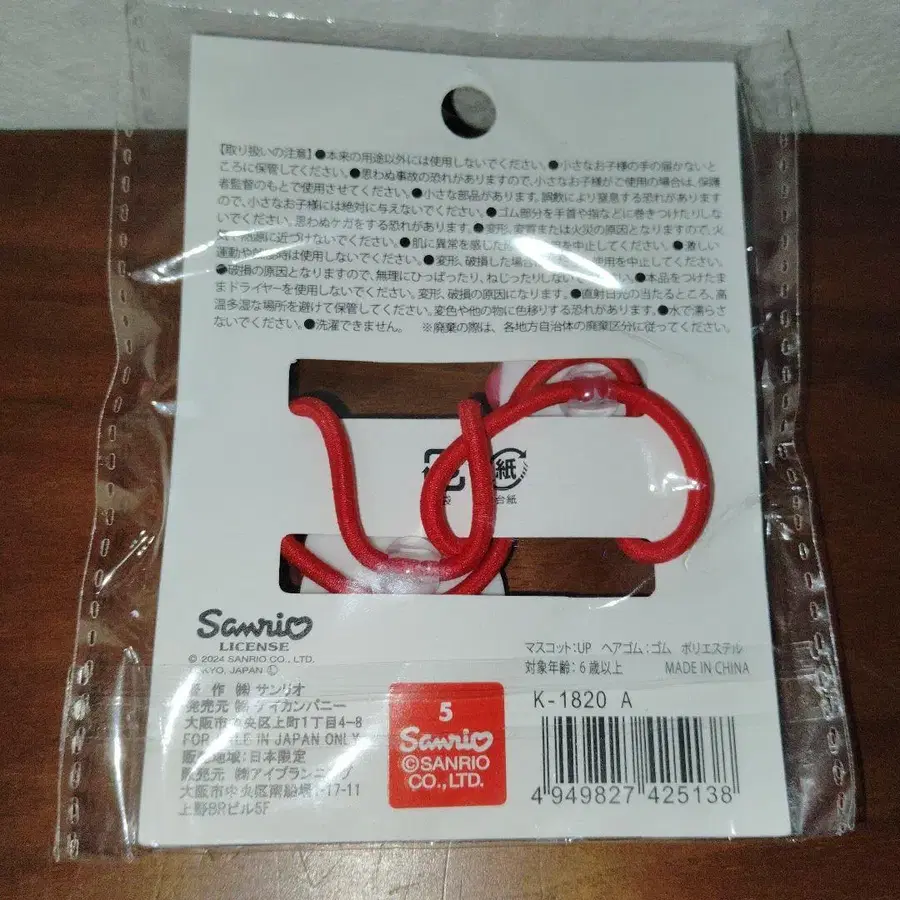 【取り扱いの注意】●本来の用途以外には使用しないでください。●小さなお子様の手の届かないと
ころに保管してください。●思わぬ事故の恐れがありますので、小さなお子様がご使用の場合は、保護
者監督のもとで使用させてください。●小さな部品があります。誤飲により窒息する恐れがあります
ので、小さなお子様には絶対に与えないでください。●ゴム部分を手首や指などに巻きつけたりしな
いでください。思わぬケガをする恐れがあります。●変形、変質または火災の原因となりますので、火
熱源に近づけないでください。●肌に異常を感じた 使用を中止してください。●激しい
運動や 時は使用しないでください。●変形、破損した場合 使用を中止してください。
●破損の原因となりますので、無理にひっぱったり、ねじったりしないでください。●本品をつけたま
まドライヤーを使用しないでください。変形、破損の原因になります。●直射日光の当たるところ、高
温多湿な場所を避けて保管してください。変色や他の物に色移りする恐れがあります。●水で濡らさ
ないでください。●洗濯できません。 ※廃棄の際は、各地方自治体の廃棄区分に従ってください。
紙
袋
台紙
Sanrio
LICENSE
© 2024 SANRIO CO., LTD.
TOKYO, JAPAN Ⓛ
著 作 ㈱ サンリオ
発売元 ㈱ ケイカンパニー
大阪市中央区上町1丁目4-8
FOR SALE IN JAPAN ONLY
販売地域:日本限定
販売元 ㈱アイプランニング
大阪市中央区南船場1-17-11
上野BRビル5F
5
Sanrio
©SANRIO
CO.,LTD.
マスコット:UP ヘアゴム:ゴム ポリエステル
対象年齢:6歳以上 MADE IN CHINA
K-1820 A
4 949827 425138